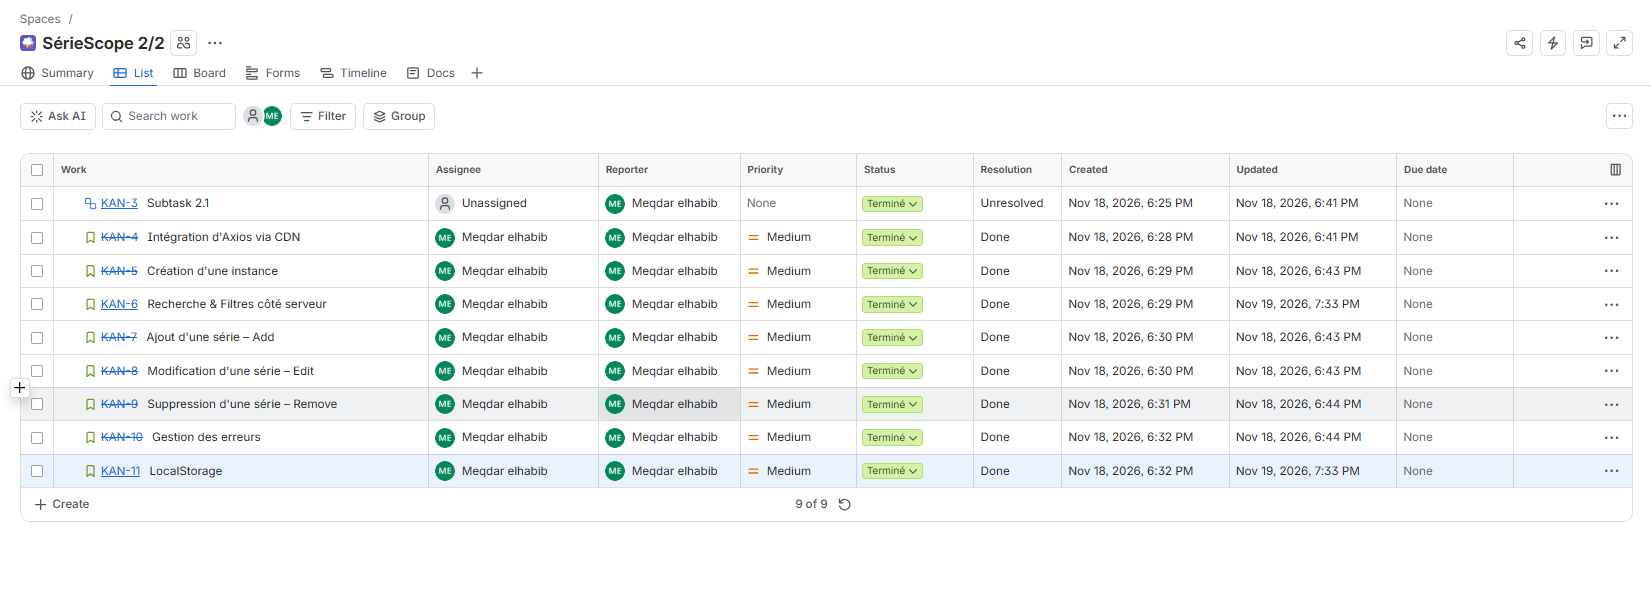 Spaces /
SérieScope 2/2
Summary List Board Forms Timeline Docs
Ask AI Search work ME Filter Group
Work Assignee Reporter Priority Status Resolution Created Updated Due date
KAN-3 Subtask 2.1 Unassigned ME Meqdar elhabib None Terminé Unresolved Nov 18, 2026, 6:25 PM Nov 18, 2026, 6:41 PM None
KAN-4 Intégration d'Axios via CDN ME Meqdar elhabib ME Meqdar elhabib Medium Terminé Done Nov 18, 2026, 6:28 PM Nov 18, 2026, 6:41 PM None
KAN-5 Création d'une instance ME Meqdar elhabib ME Meqdar elhabib Medium Terminé Done Nov 18, 2026, 6:29 PM Nov 18, 2026, 6:43 PM None
KAN-6 Recherche & Filtres côté serveur ME Meqdar elhabib ME Meqdar elhabib Medium Terminé Done Nov 18, 2026, 6:29 PM Nov 19, 2026, 7:33 PM None
KAN-7 Ajout d'une série – Add ME Meqdar elhabib ME Meqdar elhabib Medium Terminé Done Nov 18, 2026, 6:30 PM Nov 18, 2026, 6:43 PM None
KAN-8 Modification d'une série – Edit ME Meqdar elhabib ME Meqdar elhabib Medium Terminé Done Nov 18, 2026, 6:30 PM Nov 18, 2026, 6:43 PM None
KAN-9 Suppression d'une série – Remove ME Meqdar elhabib ME Meqdar elhabib Medium Terminé Done Nov 18, 2026, 6:31 PM Nov 18, 2026, 6:44 PM None
KAN-10 Gestion des erreurs ME Meqdar elhabib ME Meqdar elhabib Medium Terminé Done Nov 18, 2026, 6:32 PM Nov 18, 2026, 6:44 PM None
KAN-11 LocalStorage ME Meqdar elhabib ME Meqdar elhabib Medium Terminé Done Nov 18, 2026, 6:32 PM Nov 19, 2026, 7:33 PM None
Create 9 of 9